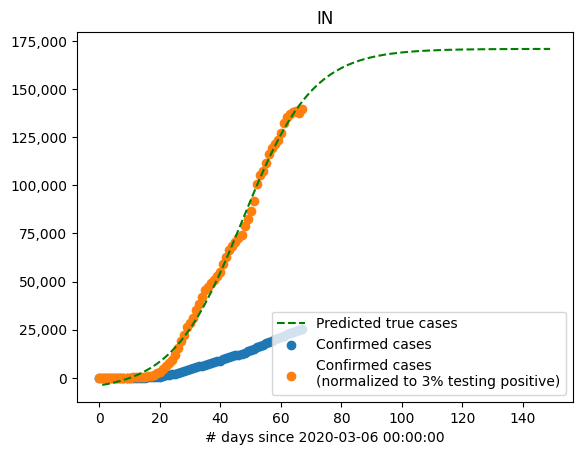 IN
175,000
150,000
125,000
100,000
75,000
50,000
25,000
0
Predicted true cases
Confirmed cases
Confirmed cases
(normalized to 3% testing positive)
0 20 40 60 80 100 120 140
# days since 2020-03-06 00:00:00